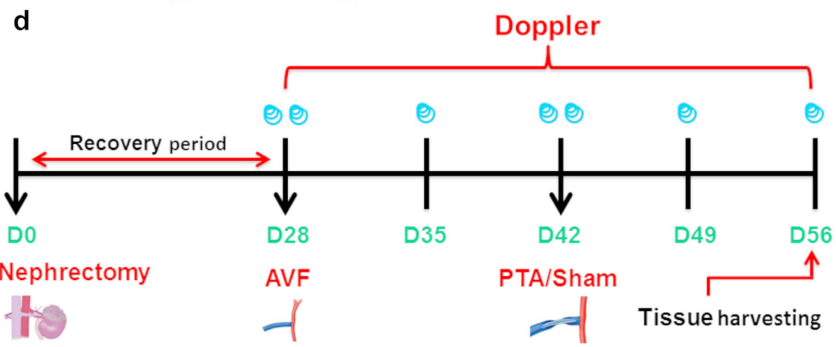 d
Doppler
Recovery period
D0 D28 D35 D42 D49 D56
Nephrectomy AVF PTA/Sham
Tissue harvesting